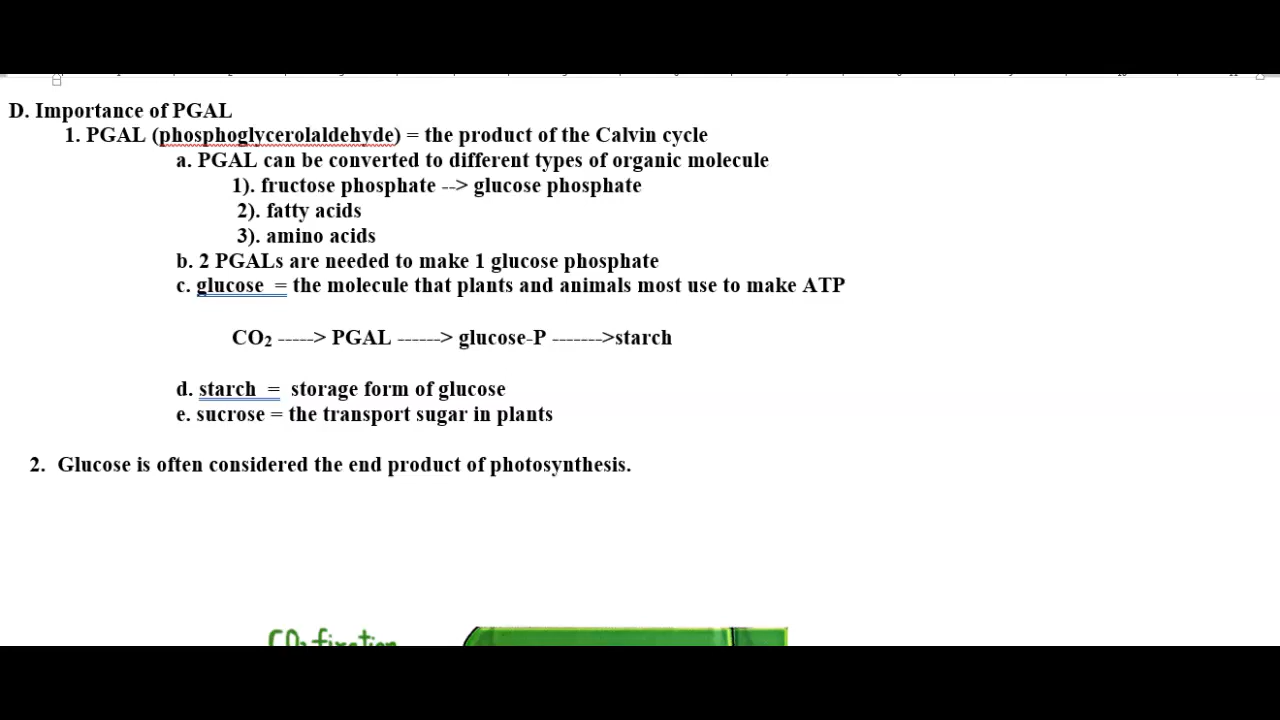 D. Importance of PGAL
1. PGAL (phosphoglycerolaldehyde) = the product of the Calvin cycle
a. PGAL can be converted to different types of organic molecule
1). fructose phosphate --> glucose phosphate
2). fatty acids
3). amino acids
b. 2 PGALs are needed to make 1 glucose phosphate
c. glucose = the molecule that plants and animals most use to make ATP
CO₂ -----> PGAL ------> glucose-P ------->starch
d. starch = storage form of glucose
e. sucrose = the transport sugar in plants
2. Glucose is often considered the end product of photosynthesis.
CO₂ fixation